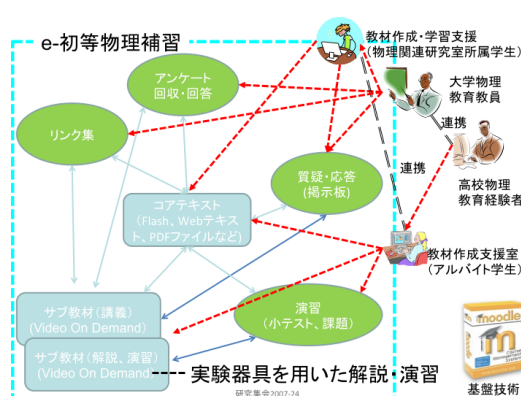 e-初等物理補習
教材作成・学習支援
(物理関連研究室所属学生)
アンケート
回収・回答
大学物理
教育教員
リンク集
連携
質疑・応答
(掲示板)
連携
高校物理
教育経験者
コアテキスト
(Flash、Webテキス
ト、PDFファイルなど)
教材作成支援室
(アルバイト学生)
サブ教材(講義)
(Video On Demand)
演習
(小テスト、課題)
サブ教材(解説、演習)
(Video On Demand)
実験器具を用いた解説・演習
moodle
基盤技術
研究集会2007-24